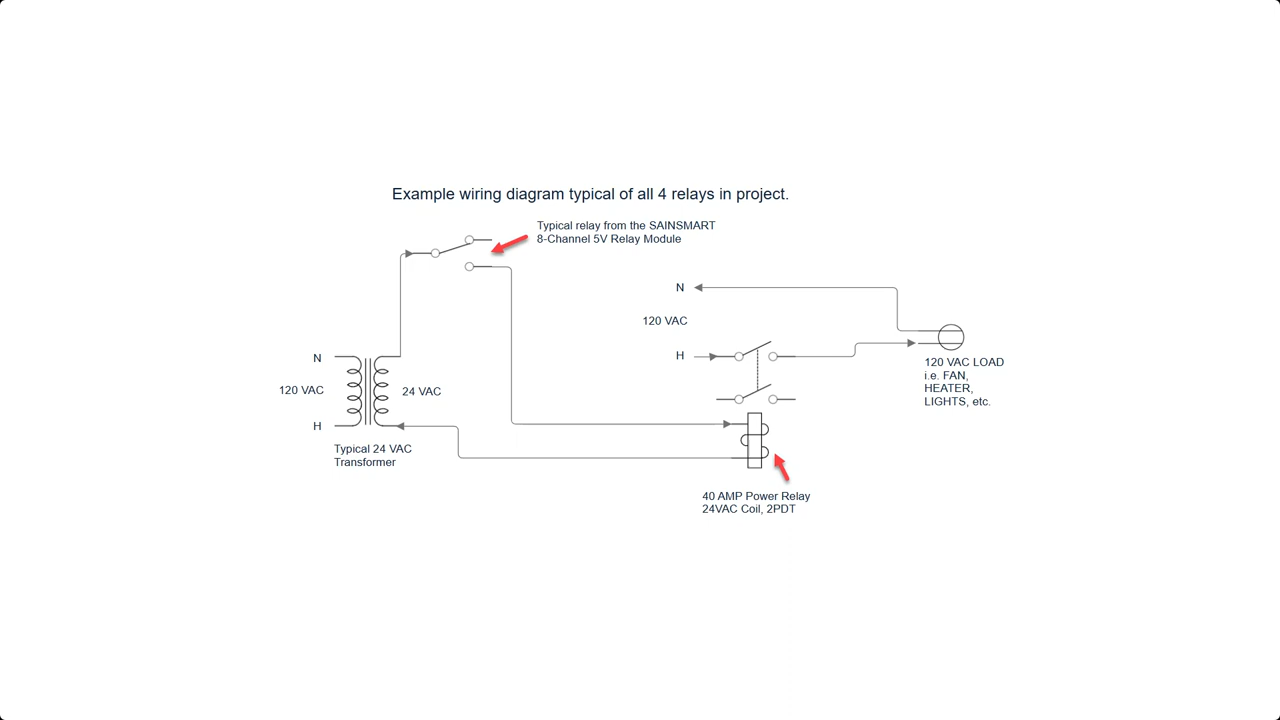 Example wiring diagram typical of all 4 relays in project.
Typical relay from the SAINSMART
8-Channel 5V Relay Module
N
120 VAC
H
120 VAC LOAD
i.e. FAN,
HEATER,
LIGHTS, etc.
N
120 VAC
H
24 VAC
Typical 24 VAC
Transformer
40 AMP Power Relay
24VAC Coil, 2PDT